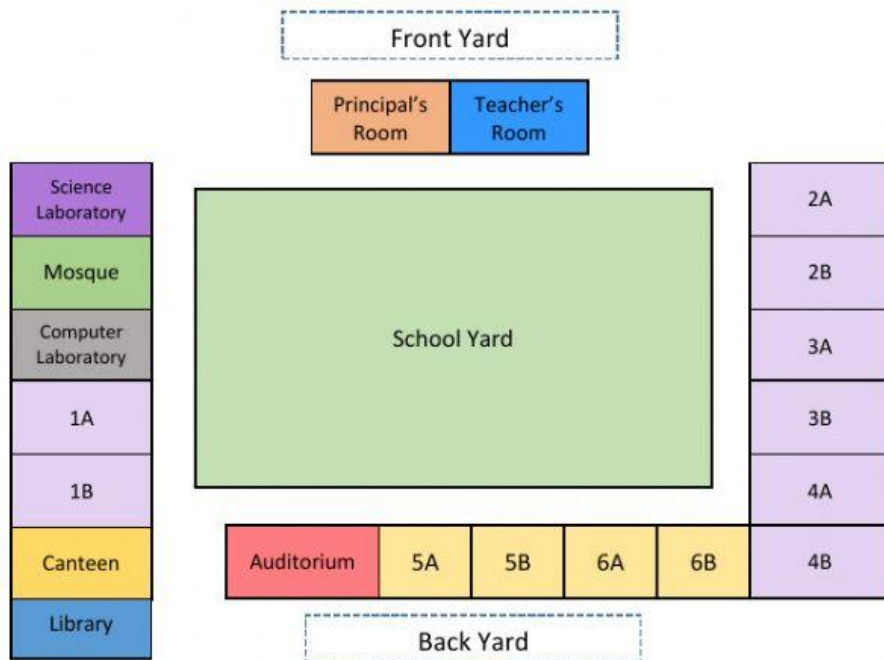 Front Yard
Principal's
Room
Teacher's
Room
Science
Laboratory
Mosque
Computer
Laboratory
1A
1B
Canteen
Library
School Yard
2A
2B
3A
3B
4A
4B
Auditorium
5A
5B
6A
6B
Back Yard